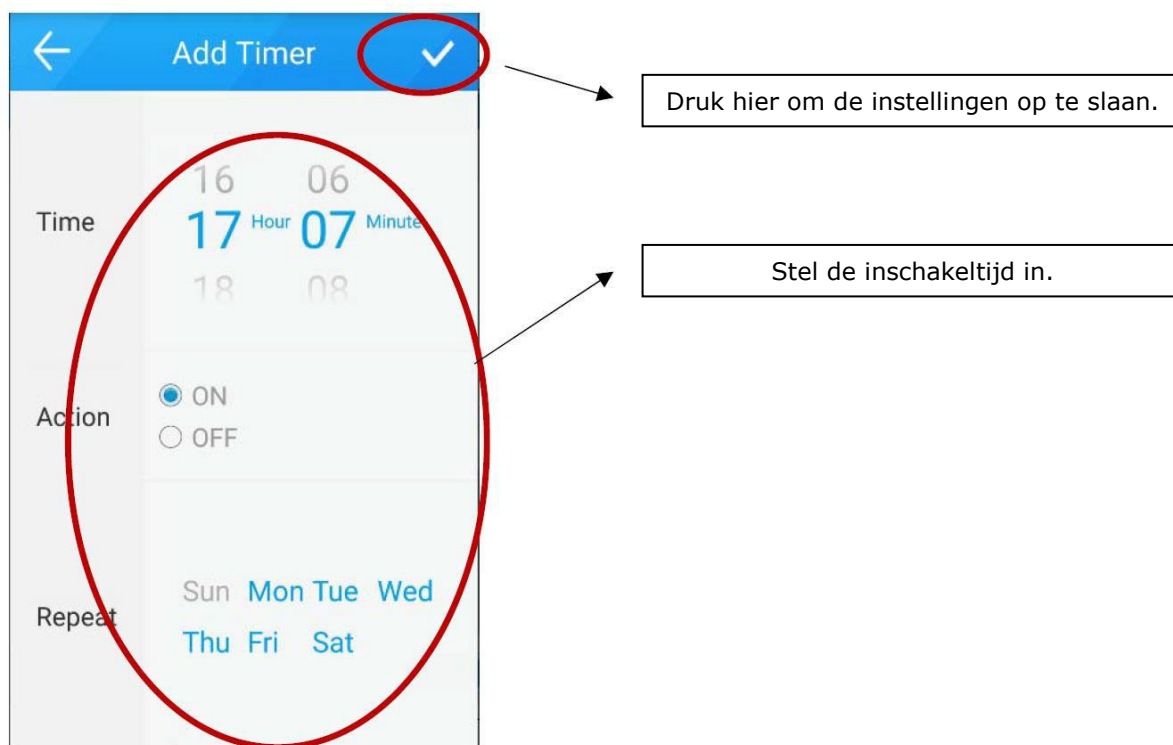 Add Timer
Druk hier om de instellingen op te slaan.
16 06
Time 17 Hour 07 Minute
18 08
Stel de inschakeltijd in.
ON
Action
OFF
Sun Mon Tue Wed
Repeat
Thu Fri Sat